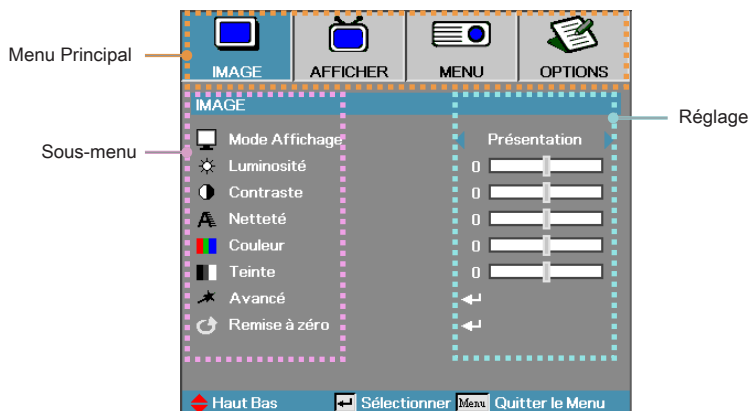 Menu Principal
IMAGE AFFICHER MENU OPTIONS
IMAGE
Réglage
Mode Affichage Présentation
Sous-menu
Luminosité 0
Contraste 0
Netteté 0
Couleur 0
Teinte 0
Avancé
Remise à zéro
Haut Bas Sélectionner Menu Quitter le Menu